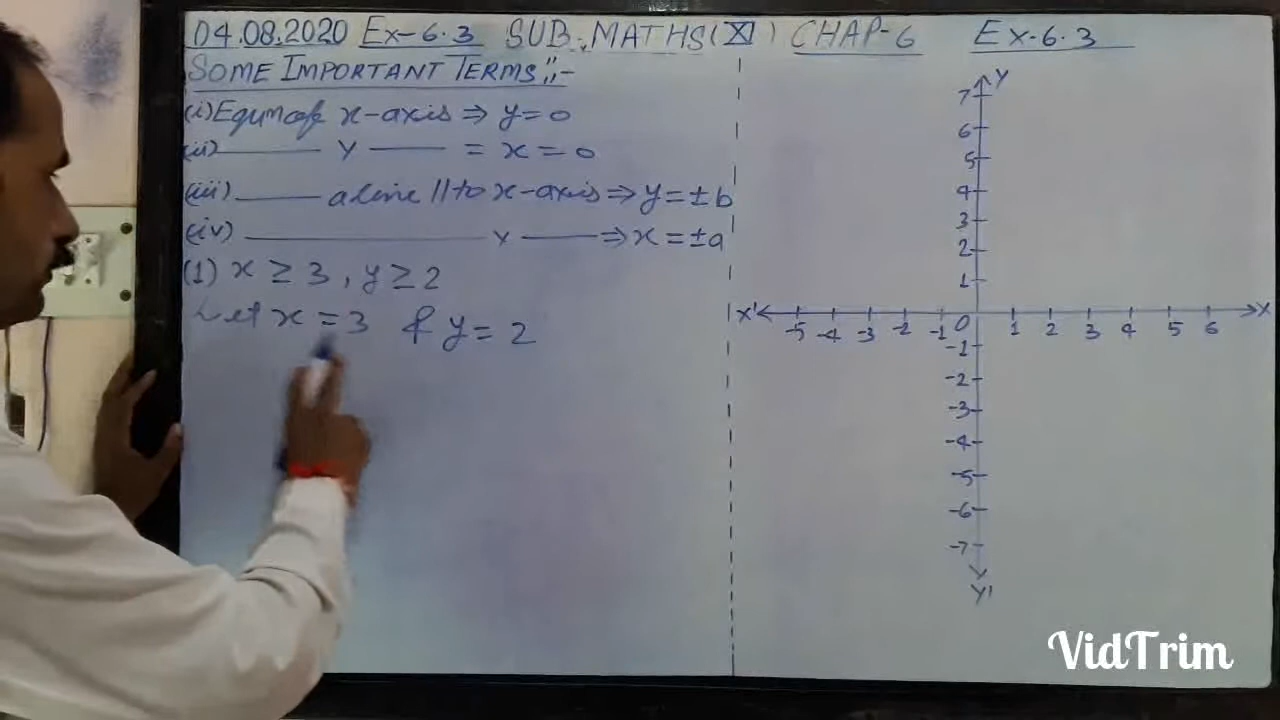 04.08.2020 Ex-6.3 SUB:, MATHS (XI) CHAP-6 Ex.6.3
SOME IMPORTANT TERMS:,-
(i) Equn of x-axis ⇒ y=0
(ii) ——— Y ——— = x=0
(iii) ——— a line // to x-axis ⇒ y=±b
(iv) ——————— Y ——— ⇒ x=±a
(1) x ≥ 3, y ≥ 2
Let x=3 & y=2
Y
7
6
5
4
3
2
1
X' -5 -4 -3 -2 -1 0 1 2 3 4 5 6 X
-1
-2
-3
-4
-5
-6
-7
Y'
VidTrim